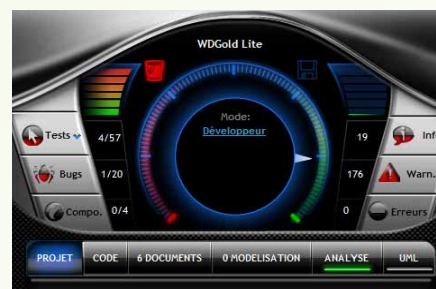 WDGold Lite
Mode:
Développeur
Tests 4/57
19 Inf
Bugs 1/20
176 Warn.
Compo. 0/4
0 Erreurs
PROJET CODE 6 DOCUMENTS 0 MODELISATION ANALYSE UML